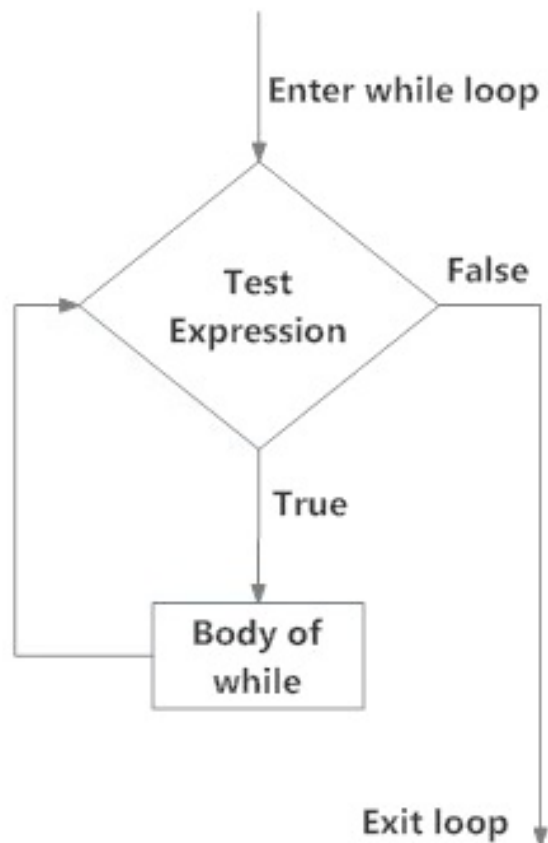 Enter while loop
Test
Expression
False
True
Body of
while
Exit loop